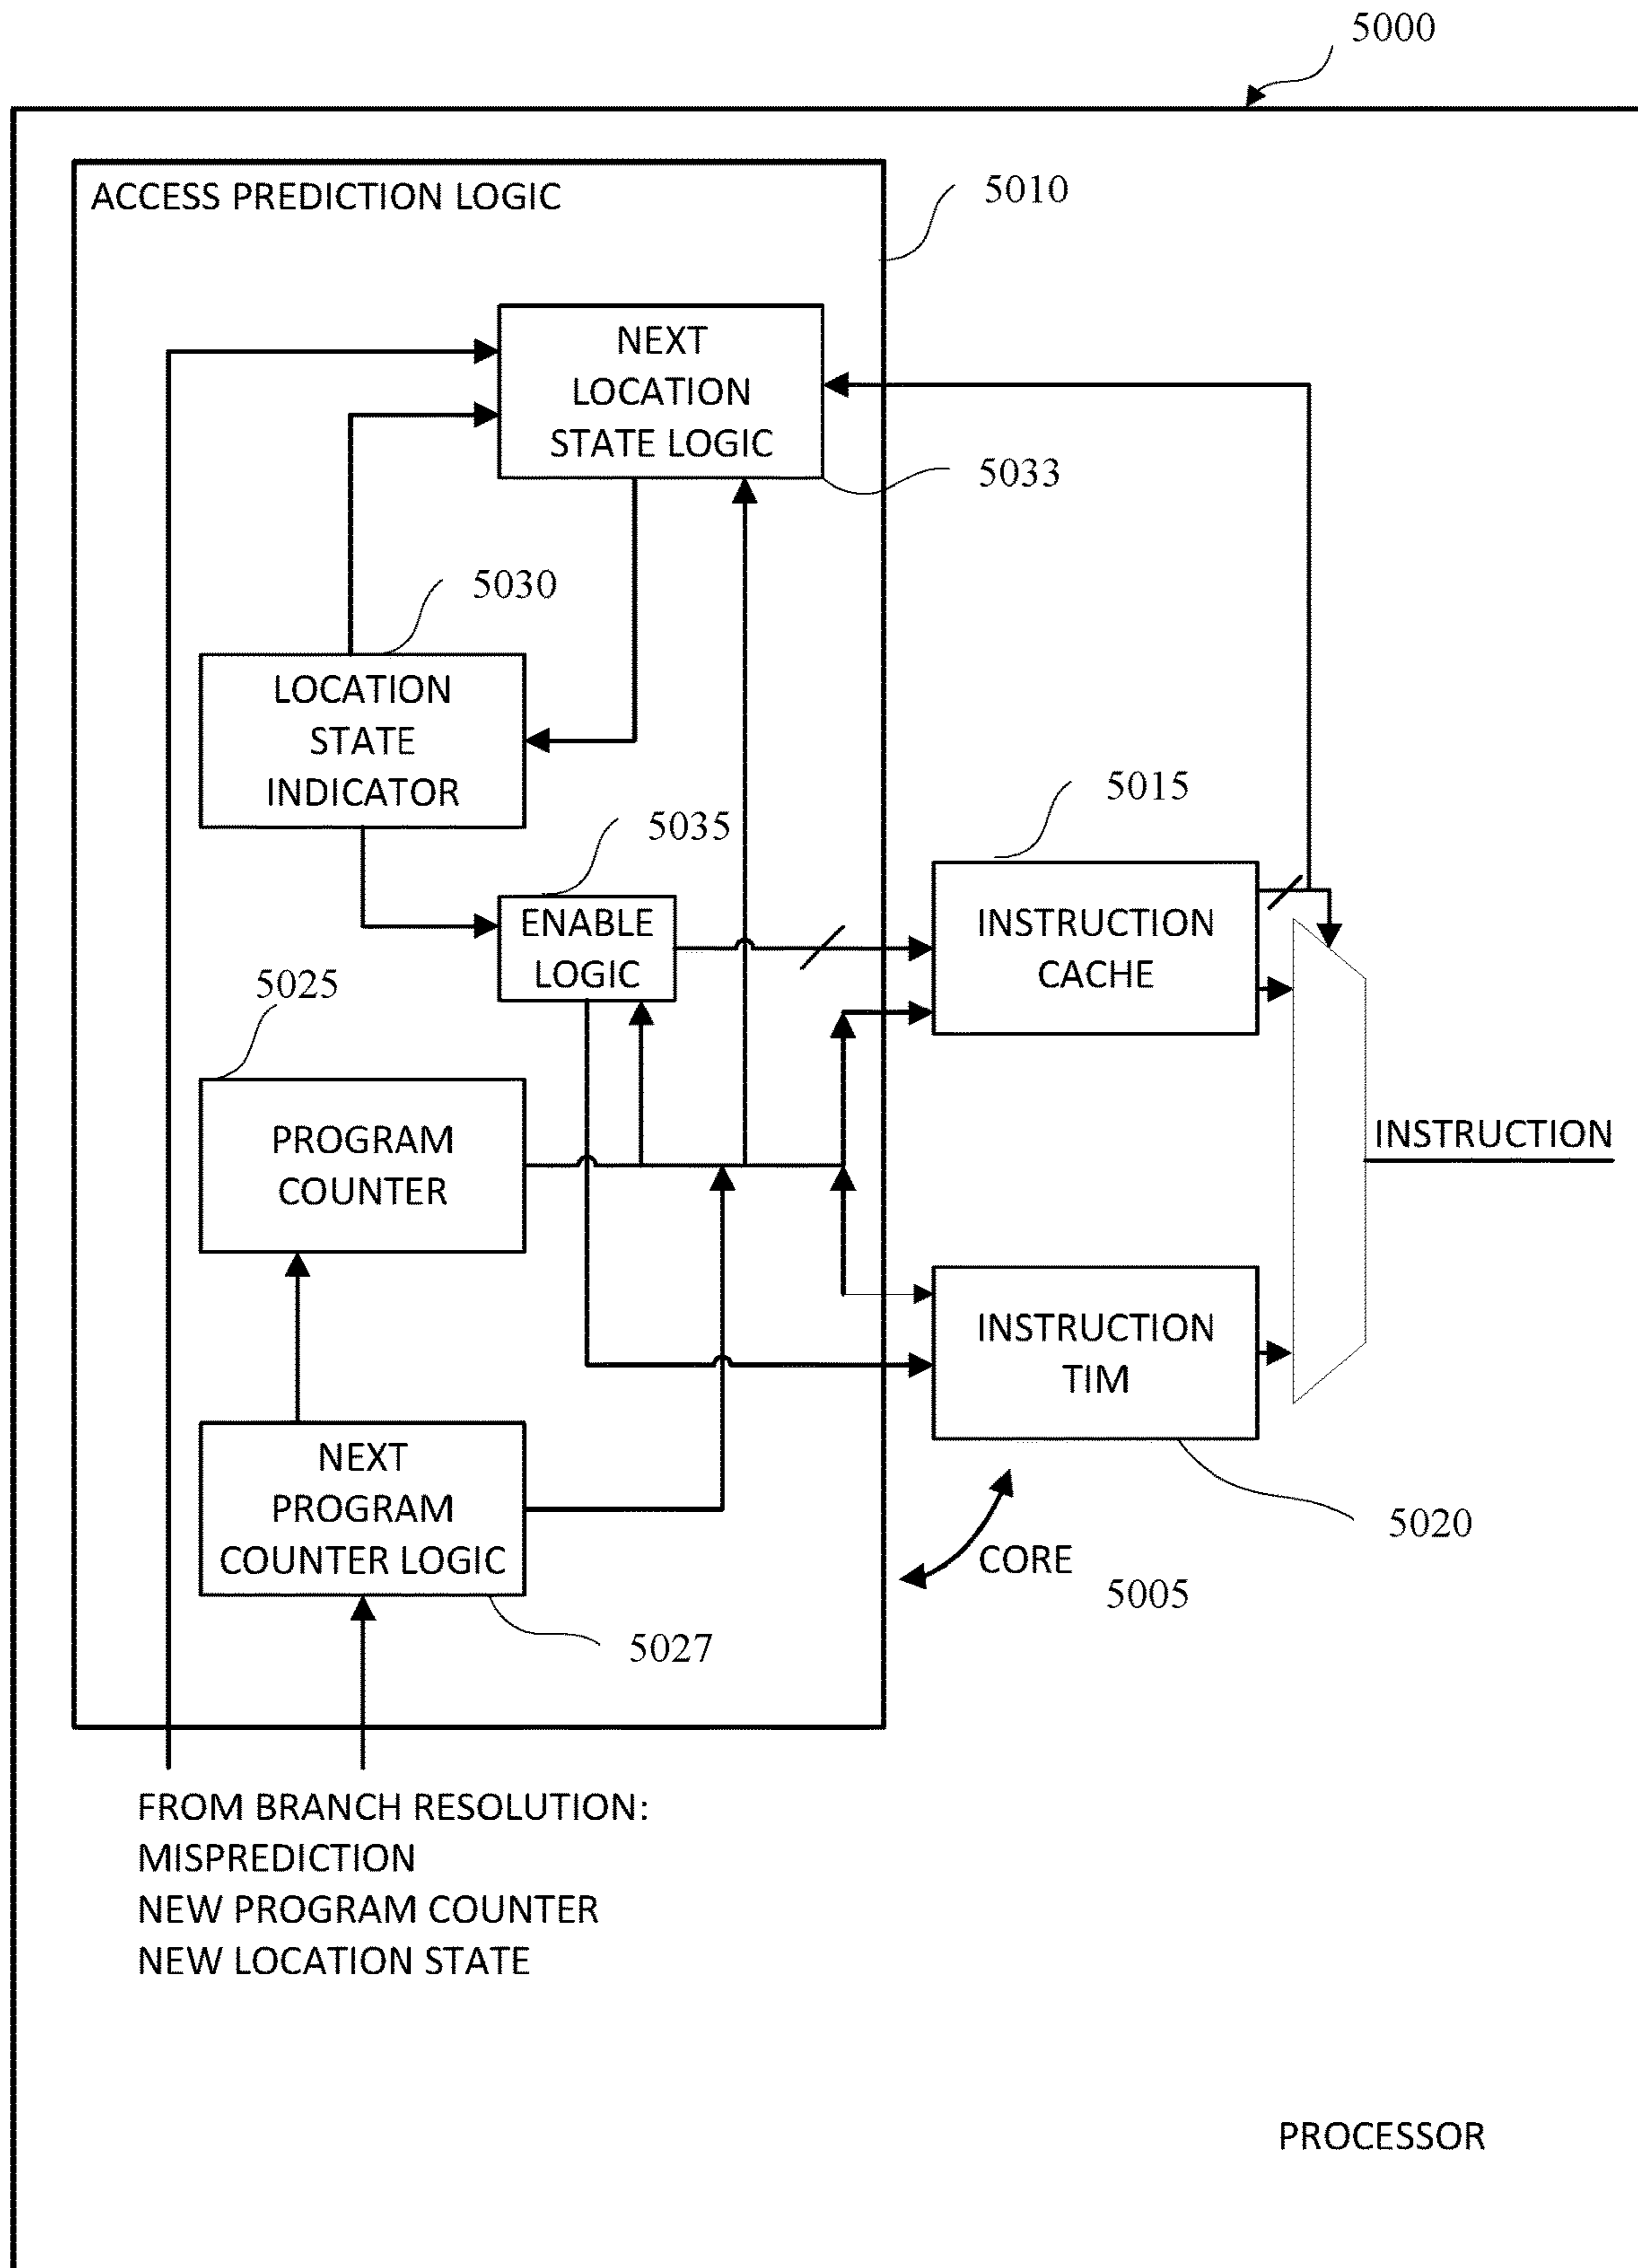 5000
ACCESS PREDICTION LOGIC
5010
NEXT
LOCATION
STATE LOGIC
5033
5030
LOCATION
STATE
INDICATOR
5035
ENABLE
LOGIC
5015
INSTRUCTION
CACHE
5025
PROGRAM
COUNTER
INSTRUCTION
INSTRUCTION
TIM
5020
NEXT
PROGRAM
COUNTER LOGIC
CORE
5005
5027
FROM BRANCH RESOLUTION:
MISPREDICTION
NEW PROGRAM COUNTER
NEW LOCATION STATE
PROCESSOR